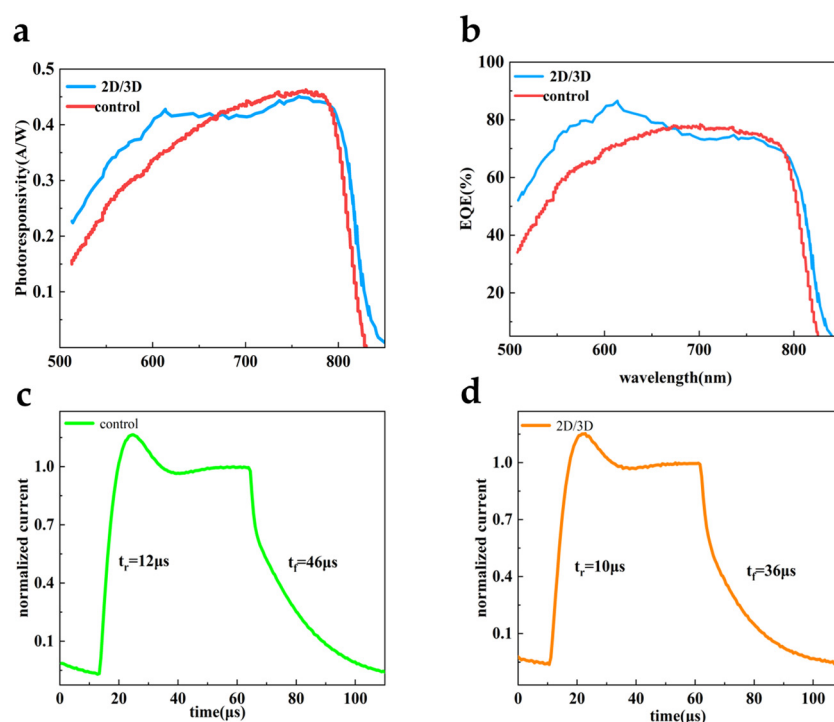 a
2D/3D
control
Photoresponsivity(A/W)
0.5
0.4
0.3
0.2
0.1
500
600
700
800
b
2D/3D
control
EQE(%)
100
80
60
40
20
500
600
700
800
wavelength(nm)
c
control
normalized current
1.0
0.7
0.4
0.1
tr=12μs
tf=46μs
0
20
40
60
80
100
time(μs)
d
2D/3D
normalized current
1.0
0.7
0.4
0.1
tr=10μs
tf=36μs
0
20
40
60
80
100
time(μs)